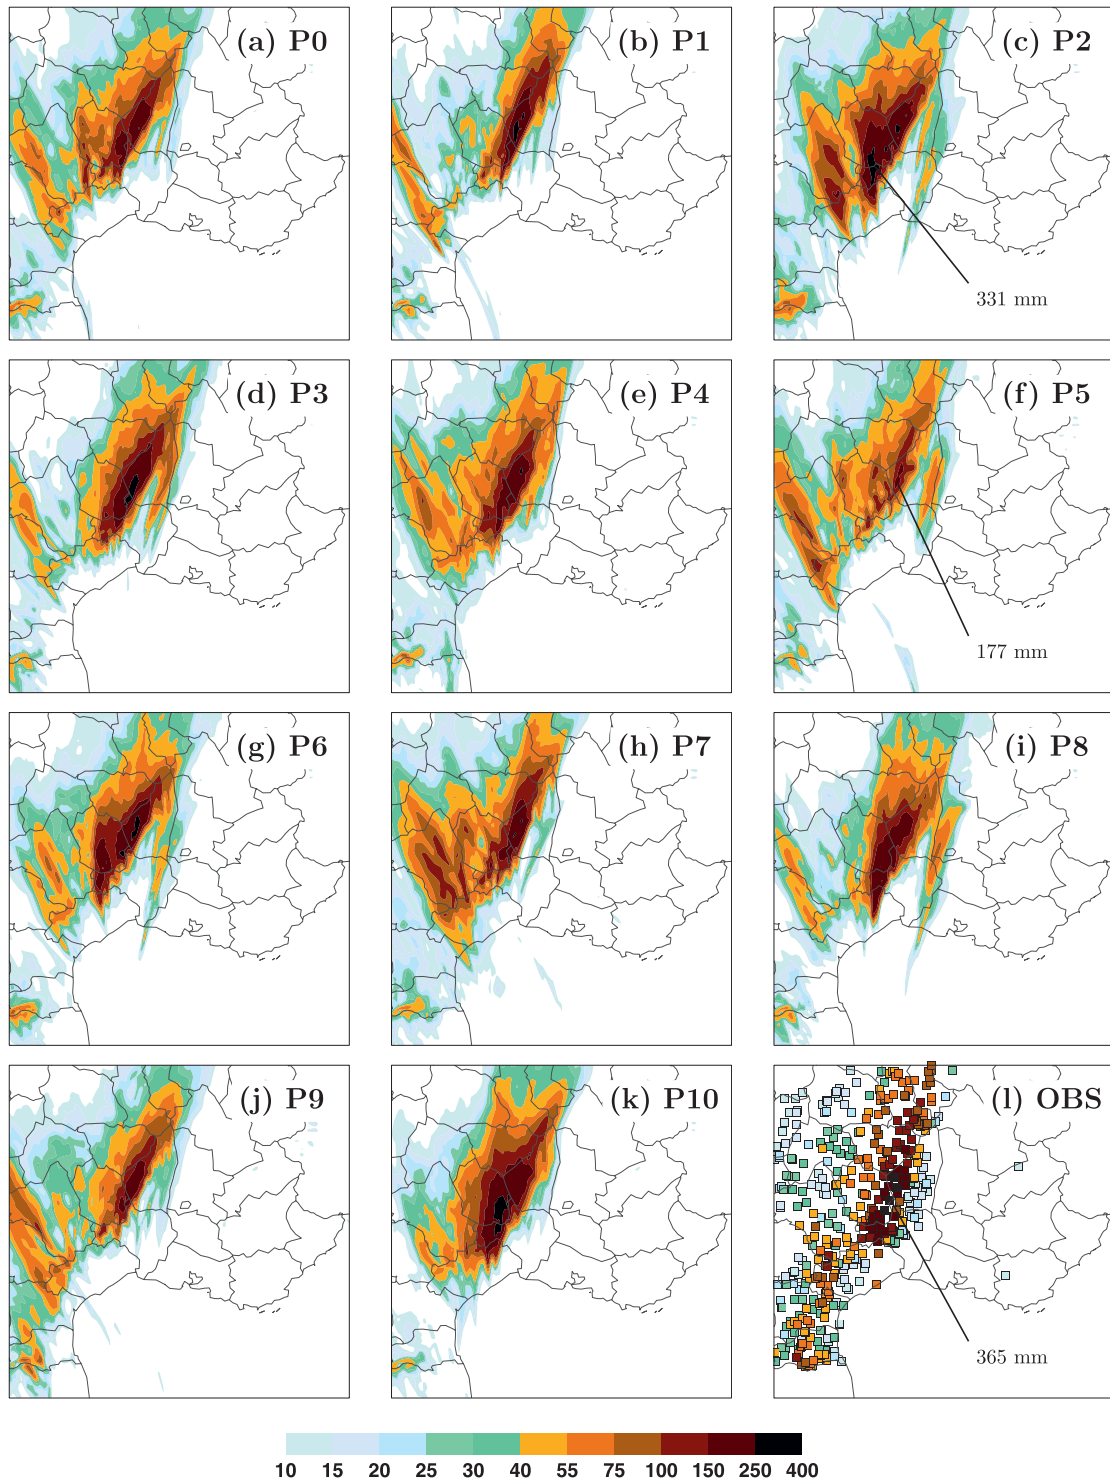 (a) P0
(b) P1
(c) P2
331 mm
(d) P3
(e) P4
(f) P5
177 mm
(g) P6
(h) P7
(i) P8
(j) P9
(k) P10
(l) OBS
365 mm
10 15 20 25 30 40 55 75 100 150 250 400